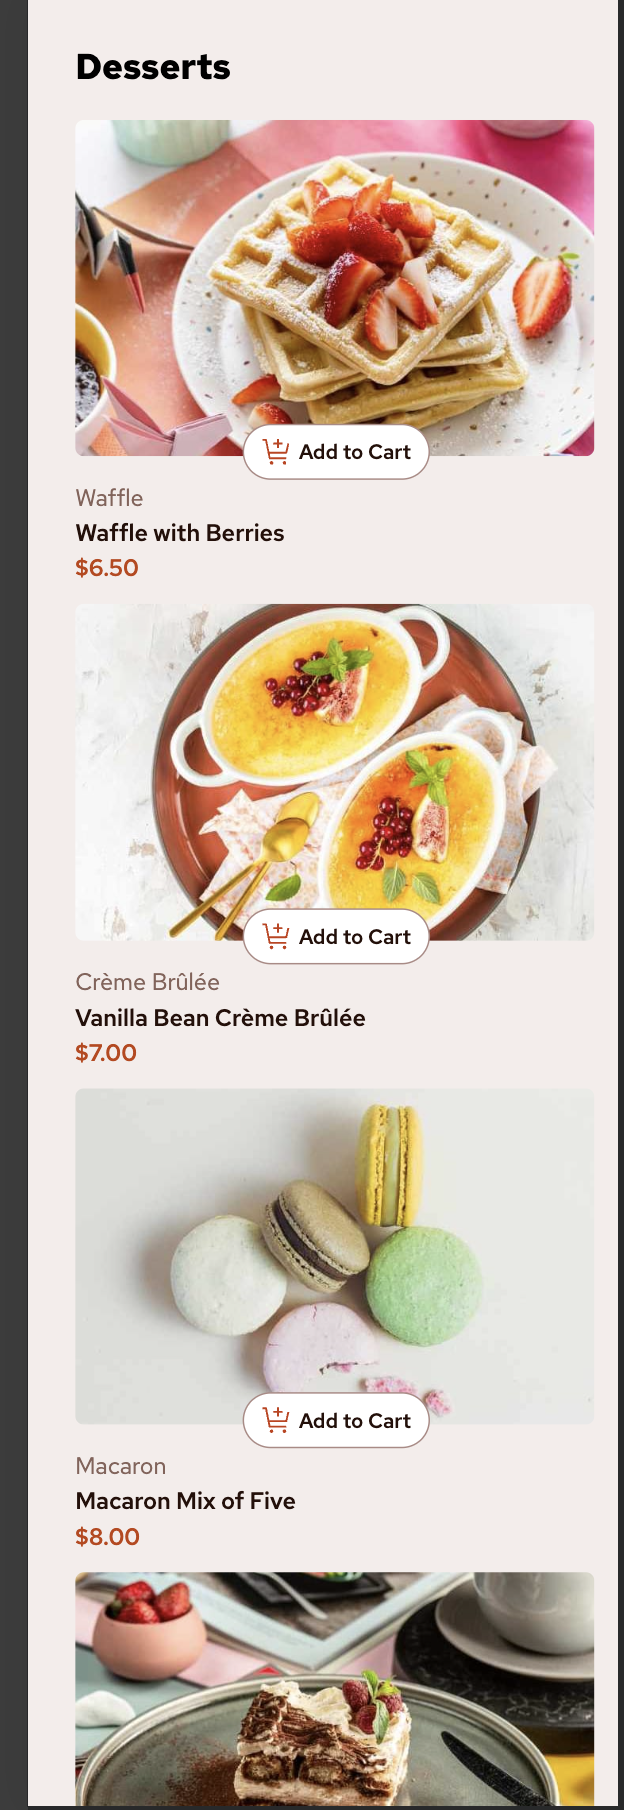 Desserts
Add to Cart
Waffle
Waffle with Berries
$6.50
Add to Cart
Crème Brûlée
Vanilla Bean Crème Brûlée
$7.00
Add to Cart
Macaron
Macaron Mix of Five
$8.00